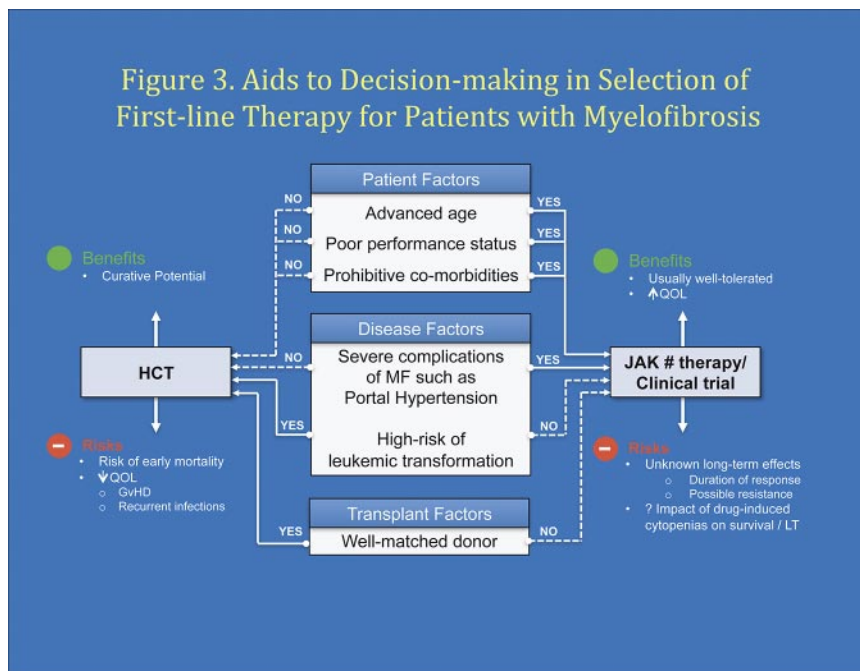 Figure 3. Aids to Decision-making in Selection of
First-line Therapy for Patients with Myelofibrosis
Patient Factors
NO
Advanced age
YES
NO
Poor performance status
YES
NO
Prohibitive co-morbidities
YES
Benefits
• Curative Potential
Benefits
• Usually well-tolerated
• ↑QOL
Disease Factors
HCT
NO
Severe complications
of MF such as
Portal Hypertension
YES
JAK # therapy/
Clinical trial
YES
High-risk of
leukemic transformation
NO
Risks
• Risk of early mortality
• ↓QOL
o GvHD
o Recurrent infections
Risks
• Unknown long-term effects
o Duration of response
o Possible resistance
• ? Impact of drug-induced
cytopenias on survival / LT
Transplant Factors
YES
Well-matched donor
NO